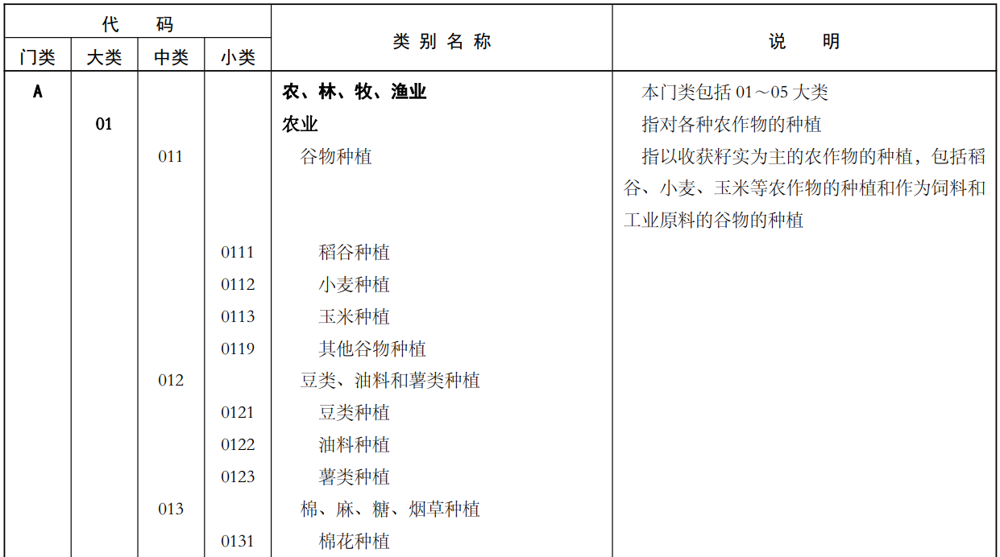 代 码 类 别 名 称 说 明
门类 大类 中类 小类
A 农、林、牧、渔业 本门类包括 01～05 大类
01 农业 指对各种农作物的种植
011 谷物种植 指以收获籽实为主的农作物的种植，包括稻
谷、小麦、玉米等农作物的种植和作为饲料和
工业原料的谷物的种植
0111 稻谷种植
0112 小麦种植
0113 玉米种植
0119 其他谷物种植
012 豆类、油料和薯类种植
0121 豆类种植
0122 油料种植
0123 薯类种植
013 棉、麻、糖、烟草种植
0131 棉花种植